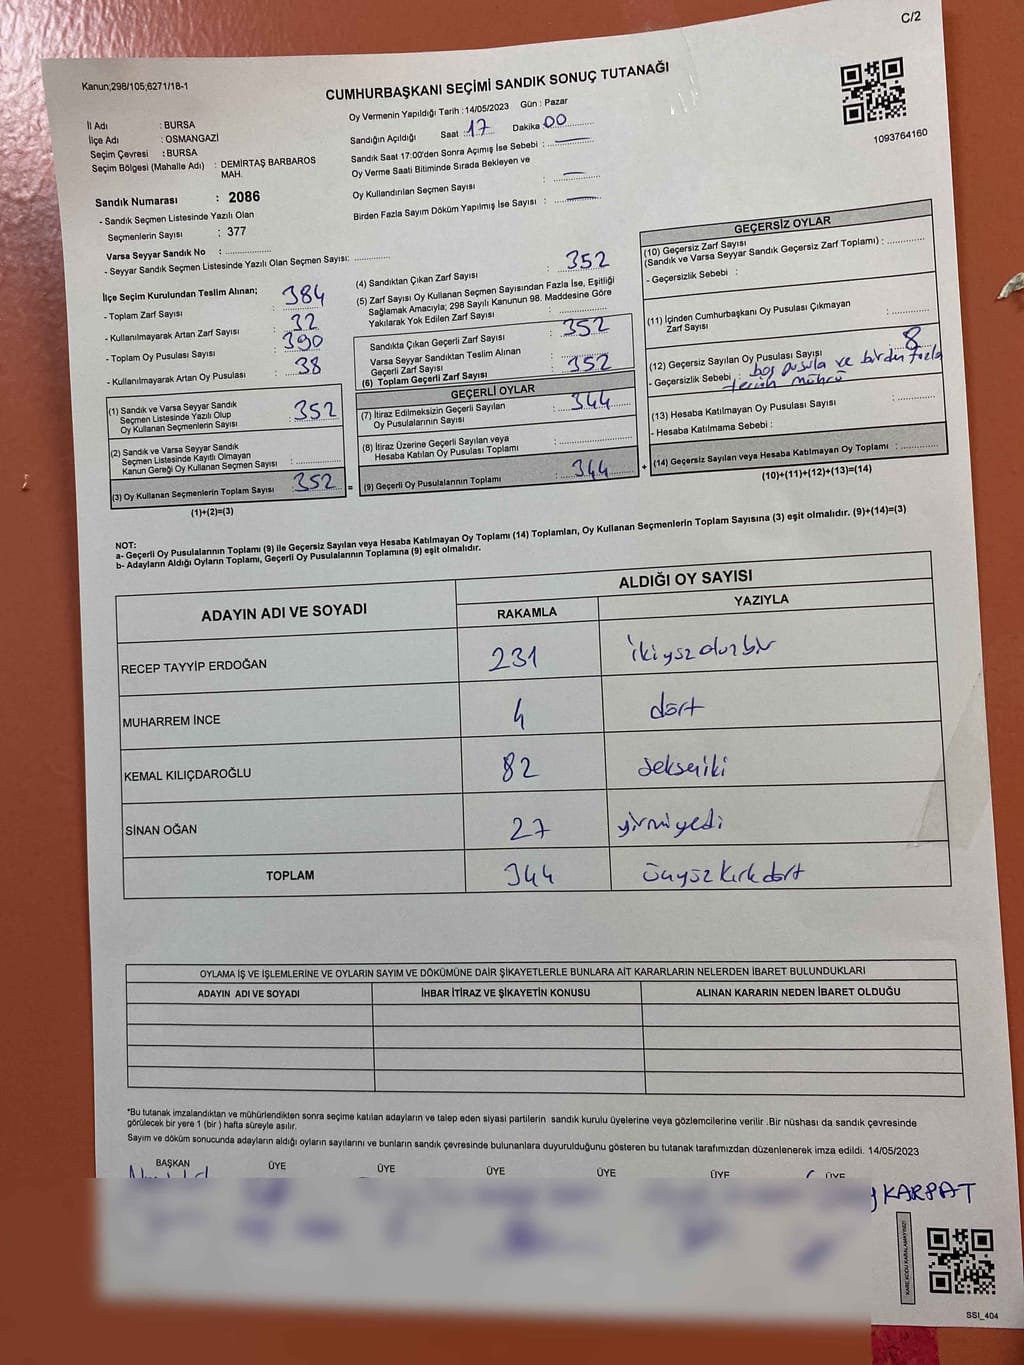 C/2
Kanun;298/105;6271/18-1
CUMHURBAŞKANI SEÇİMİ SANDIK SONUÇ TUTANAĞI
1093764160
İl Adı : BURSA
İlçe Adı : OSMANGAZİ
Seçim Çevresi : BURSA
Seçim Bölgesi (Mahalle Adı) : DEMİRTAŞ BARBAROS
MAH.
Sandık Numarası : 2086
- Sandık Seçmen Listesinde Yazılı Olan
Seçmenlerin Sayısı : 377
Varsa Seyyar Sandık No :
- Seyyar Sandık Seçmen Listesinde Yazılı Olan Seçmen Sayısı:
Oy Vermenin Yapıldığı Tarih : 14/05/2023 Gün : Pazar
Sandığın Açıldığı Saat : 17 Dakika 00
Sandık Saat 17:00'den Sonra Açımış İse Sebebi : —
Oy Verme Saati Bitiminde Sırada Bekleyen ve
Oy Kullandırılan Seçmen Sayısı : —
Birden Fazla Sayım Döküm Yapılmış İse Sayısı : —
İlçe Seçim Kurulundan Teslim Alınan;
- Toplam Zarf Sayısı : 384
- Kullanılmayarak Artan Zarf Sayısı : 32
- Toplam Oy Pusulası Sayısı : 390
- Kullanılmayarak Artan Oy Pusulası : 38
(1) Sandık ve Varsa Seyyar Sandık
Seçmen Listesinde Yazılı Olup
Oy Kullanan Seçmenlerin Sayısı : 352
(2) Sandık ve Varsa Seyyar Sandık
Seçmen Listesinde Kayıtlı Olmayan
Kanun Gereği Oy Kullanan Seçmen Sayısı :
(3) Oy Kullanan Seçmenlerin Toplam Sayısı : 352 =
(1)+(2)=(3)
(4) Sandıktan Çıkan Zarf Sayısı : 352
(5) Zarf Sayısı Oy Kullanan Seçmen Sayısından Fazla İse, Eşitliği
Sağlamak Amacıyla; 298 Sayılı Kanunun 98. Maddesine Göre
Yakılarak Yok Edilen Zarf Sayısı :
Sandıkta Çıkan Geçerli Zarf Sayısı : 352
Varsa Seyyar Sandıktan Teslim Alınan
Geçerli Zarf Sayısı
(6) Toplam Geçerli Zarf Sayısı : 352
GEÇERLİ OYLAR
(7) İtiraz Edilmeksizin Geçerli Sayılan
Oy Pusulalarının Sayısı : 344
(8) İtiraz Üzerine Geçerli Sayılan veya
Hesaba Katılan Oy Pusulası Toplamı :
(9) Geçerli Oy Pusulalarının Toplamı : 344 +
GEÇERSİZ OYLAR
(10) Geçersiz Zarf Sayısı
(Sandık ve Varsa Seyyar Sandık Geçersiz Zarf Toplamı) :
- Geçersizlik Sebebi :
(11) İçinden Cumhurbaşkanı Oy Pusulası Çıkmayan
Zarf Sayısı :
(12) Geçersiz Sayılan Oy Pusulası Sayısı : 8
- Geçersizlik Sebebi : boş pusula ve birden fazla
tercih mührü
(13) Hesaba Katılmayan Oy Pusulası Sayısı :
- Hesaba Katılmama Sebebi :
(14) Geçersiz Sayılan veya Hesaba Katılmayan Oy Toplamı :
(10)+(11)+(12)+(13)=(14)
NOT:
a- Geçerli Oy Pusulalarının Toplamı (9) ile Geçersiz Sayılan veya Hesaba Katılmayan Oy Toplamı (14) Toplamları, Oy Kullanan Seçmenlerin Toplam Sayısına (3) eşit olmalıdır. (9)+(14)=(3)
b- Adayların Aldığı Oyların Toplamı, Geçerli Oy Pusulalarının Toplamına (9) eşit olmalıdır.
ADAYIN ADI VE SOYADI ALDIĞI OY SAYISI
RAKAMLA YAZIYLA
RECEP TAYYİP ERDOĞAN 231 ikiyüzotuzbir
MUHARREM İNCE 4 dört
KEMAL KILIÇDAROĞLU 82 sekseniki
SİNAN OĞAN 27 yirmiyedi
TOPLAM 344 üçyüzkırkdört
OYLAMA İŞ VE İŞLEMLERİNE VE OYLARIN SAYIM VE DÖKÜMÜNE DAİR ŞİKAYETLERLE BUNLARA AİT KARARLARIN NELERDEN İBARET BULUNDUKLARI
ADAYIN ADI VE SOYADI İHBAR İTİRAZ VE ŞİKAYETİN KONUSU ALINAN KARARIN NEDEN İBARET OLDUĞU
*Bu tutanak imzalandıktan ve mühürlendikten sonra seçime katılan adayların ve talep eden siyasi partilerin sandık kurulu üyelerine veya gözlemcilerine verilir .Bir nüshası da sandık çevresinde
görülecek bir yere 1 (bir ) hafta süreyle asılır.
Sayım ve döküm sonucunda adayların aldığı oyların sayılarını ve bunların sandık çevresinde bulunanlara duyurulduğunu gösteren bu tutanak tarafımızdan düzenlenerek imza edildi. 14/05/2023
BAŞKAN ÜYE ÜYE ÜYE ÜYE ÜYE ÜYE
KARPAT
KARE KODU KARALAMAYINIZ!
SSI_404